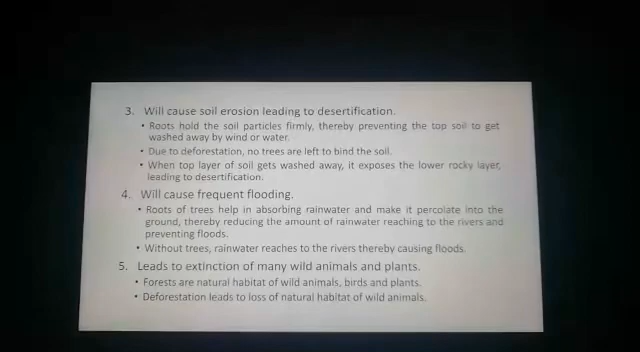 3. Will cause soil erosion leading to desertification.
• Roots hold the soil particles firmly, thereby preventing the top soil to get
washed away by wind or water.
• Due to deforestation, no trees are left to bind the soil.
• When top layer of soil gets washed away, it exposes the lower rocky layer,
leading to desertification.
4. Will cause frequent flooding.
• Roots of trees help in absorbing rainwater and make it percolate into the
ground, thereby reducing the amount of rainwater reaching to the rivers and
preventing floods.
• Without trees, rainwater reaches to the rivers thereby causing floods.
5. Leads to extinction of many wild animals and plants.
• Forests are natural habitat of wild animals, birds and plants.
• Deforestation leads to loss of natural habitat of wild animals.